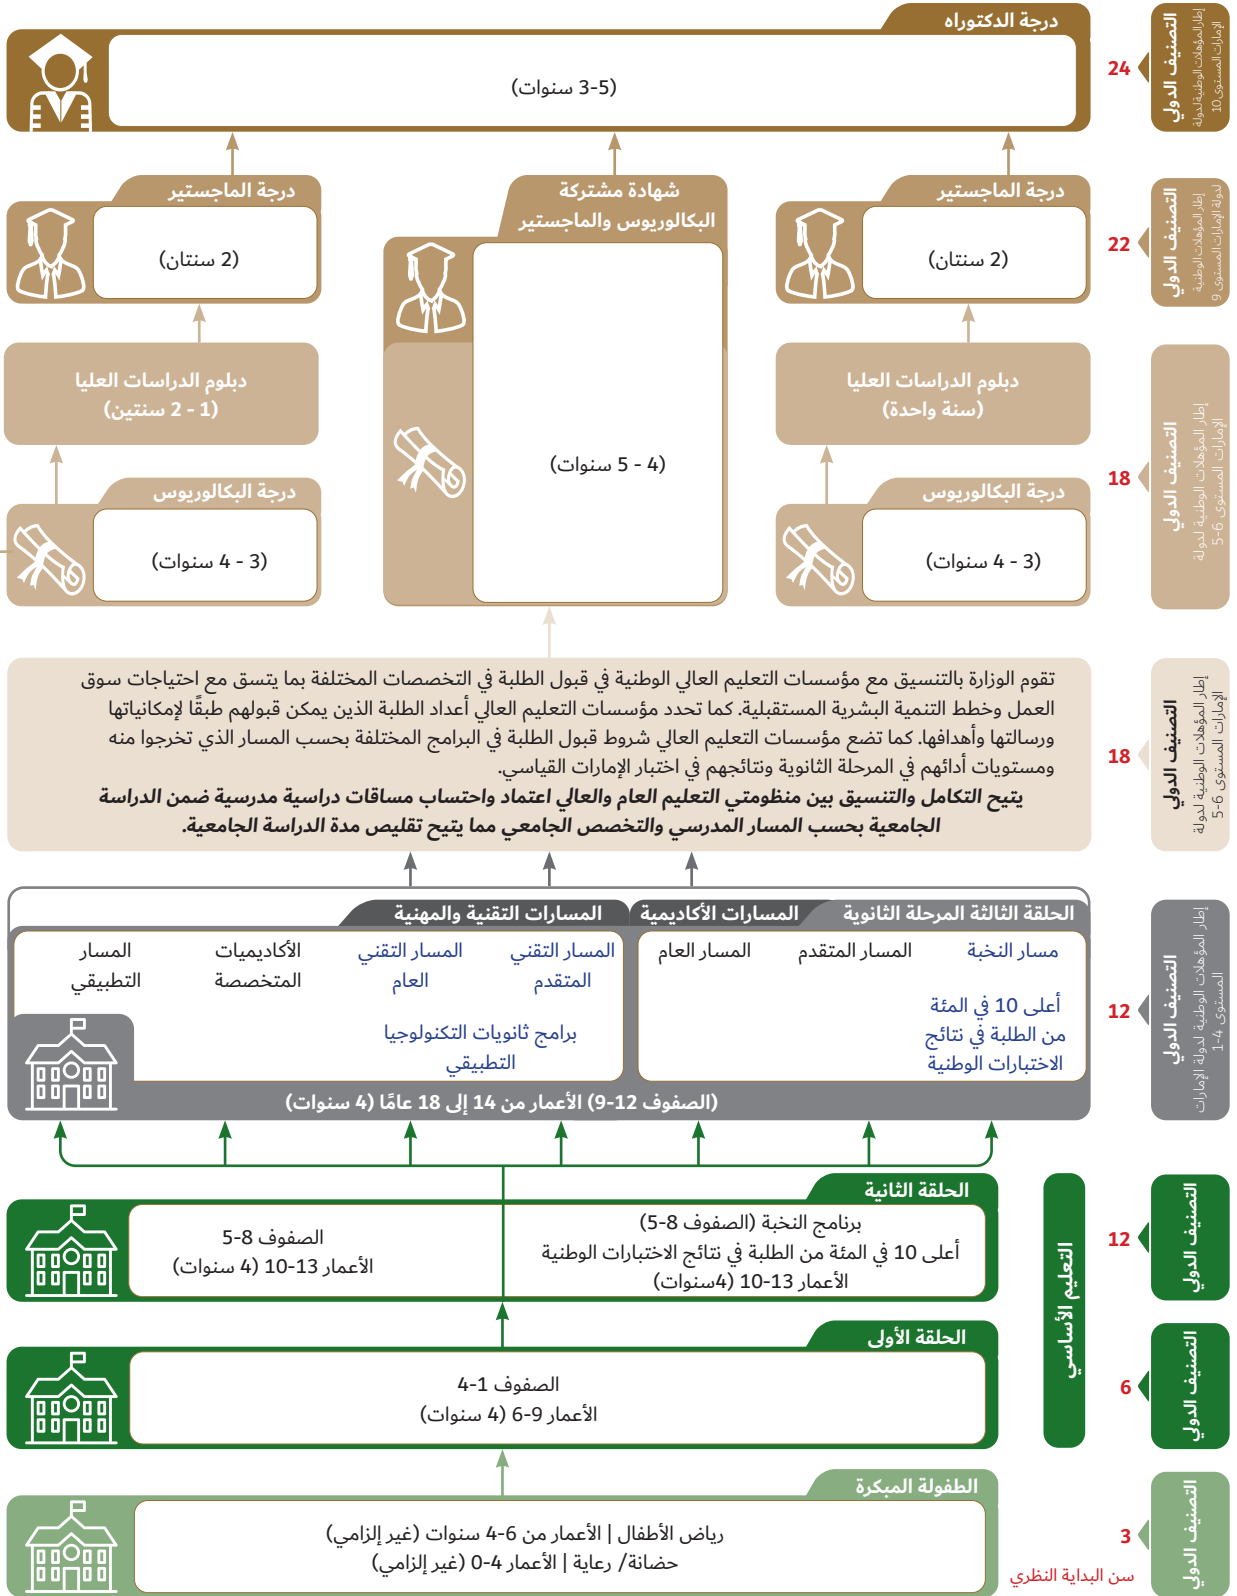 درجة الدكتوراه
(3-5 سنوات)
24
التصنيف الدولي
إطار المؤهلات الوطنية لدولة
الإمارات المستوى 10
درجة الماجستير
(2 سنتان)
شهادة مشتركة
البكالوريوس والماجستير
(4 - 5 سنوات)
درجة الماجستير
(2 سنتان)
22
التصنيف الدولي
إطار المؤهلات الوطنية
لدولة الإمارات المستوى 9
دبلوم الدراسات العليا
(سنة واحدة)
دبلوم الدراسات العليا
(1 - 2 سنتين)
درجة البكالوريوس
(3 - 4 سنوات)
درجة البكالوريوس
(3 - 4 سنوات)
18
التصنيف الدولي
إطار المؤهلات الوطنية لدولة
الإمارات المستوى 6-5
تقوم الوزارة بالتنسيق مع مؤسسات التعليم العالي الوطنية في قبول الطلبة في التخصصات المختلفة بما يتسق مع احتياجات سوق
العمل وخطط التنمية البشرية المستقبلية. كما تحدد مؤسسات التعليم العالي أعداد الطلبة الذين يمكن قبولهم طبقًا لإمكانياتها
ورسالتها وأهدافها. كما تضع مؤسسات التعليم العالي شروط قبول الطلبة في البرامج المختلفة بحسب المسار الذي تخرجوا منه
ومستويات أدائهم في المرحلة الثانوية ونتائجهم في اختبار الإمارات القياسي.
يتيح التكامل والتنسيق بين منظومتي التعليم العام والعالي اعتماد واحتساب مساقات دراسية مدرسية ضمن الدراسة
الجامعية بحسب المسار المدرسي والتخصص الجامعي مما يتيح تقليص مدة الدراسة الجامعية.
18
التصنيف الدولي
إطار المؤهلات الوطنية لدولة
الإمارات المستوى 6-5
الحلقة الثالثة المرحلة الثانوية
المسارات الأكاديمية
المسارات التقنية والمهنية
مسار النخبة
أعلى 10 في المئة
من الطلبة في نتائج
الاختبارات الوطنية
المسار المتقدم
المسار العام
المسار التقني
المتقدم
المسار التقني
العام
برامج ثانويات التكنولوجيا
التطبيقي
الأكاديميات
المتخصصة
المسار
التطبيقي
(الصفوف 12-9) الأعمار من 14 إلى 18 عامًا (4 سنوات)
12
التصنيف الدولي
إطار المؤهلات الوطنية لدولة الإمارات
المستوى 4-1
الحلقة الثانية
برنامج النخبة (الصفوف 8-5)
أعلى 10 في المئة من الطلبة في نتائج الاختبارات الوطنية
الأعمار 13-10 (4سنوات)
الصفوف 8-5
الأعمار 13-10 (4 سنوات)
12
التصنيف الدولي
التعليم الأساسي
الحلقة الأولى
الصفوف 1-4
الأعمار 9-6 (4 سنوات)
6
التصنيف الدولي
الطفولة المبكرة
رياض الأطفال | الأعمار من 6-4 سنوات (غير إلزامي)
حضانة/ رعاية | الأعمار 4-0 (غير إلزامي)
3
سن البداية النظري
التصنيف الدولي